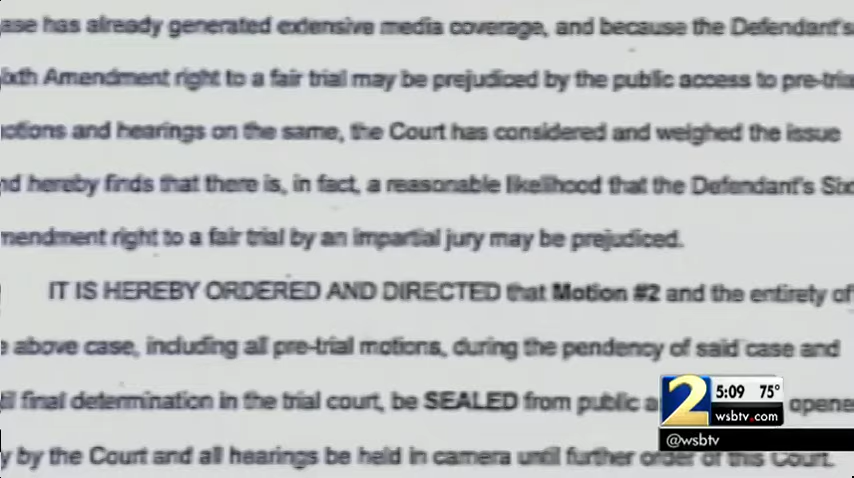 ase has already generated extensive media coverage, and because the Defendant's
ixth Amendment right to a fair trial may be prejudiced by the public access to pre-tria
otions and hearings on the same, the Court has considered and weighed the issue
nd hereby finds that there is, in fact, a reasonable likelihood that the Defendant's Six
mendment right to a fair trial by an impartial jury may be prejudiced.
IT IS HEREBY ORDERED AND DIRECTED that Motion #2 and the entirety of
e above case, including all pre-trial motions, during the pendency of said case and
il final determination in the trial court, be SEALED from public a opene
y by the Court and all hearings be held in camera until further order of this Court.
2 5:09 75°
wsbtv.com
@wsbtv